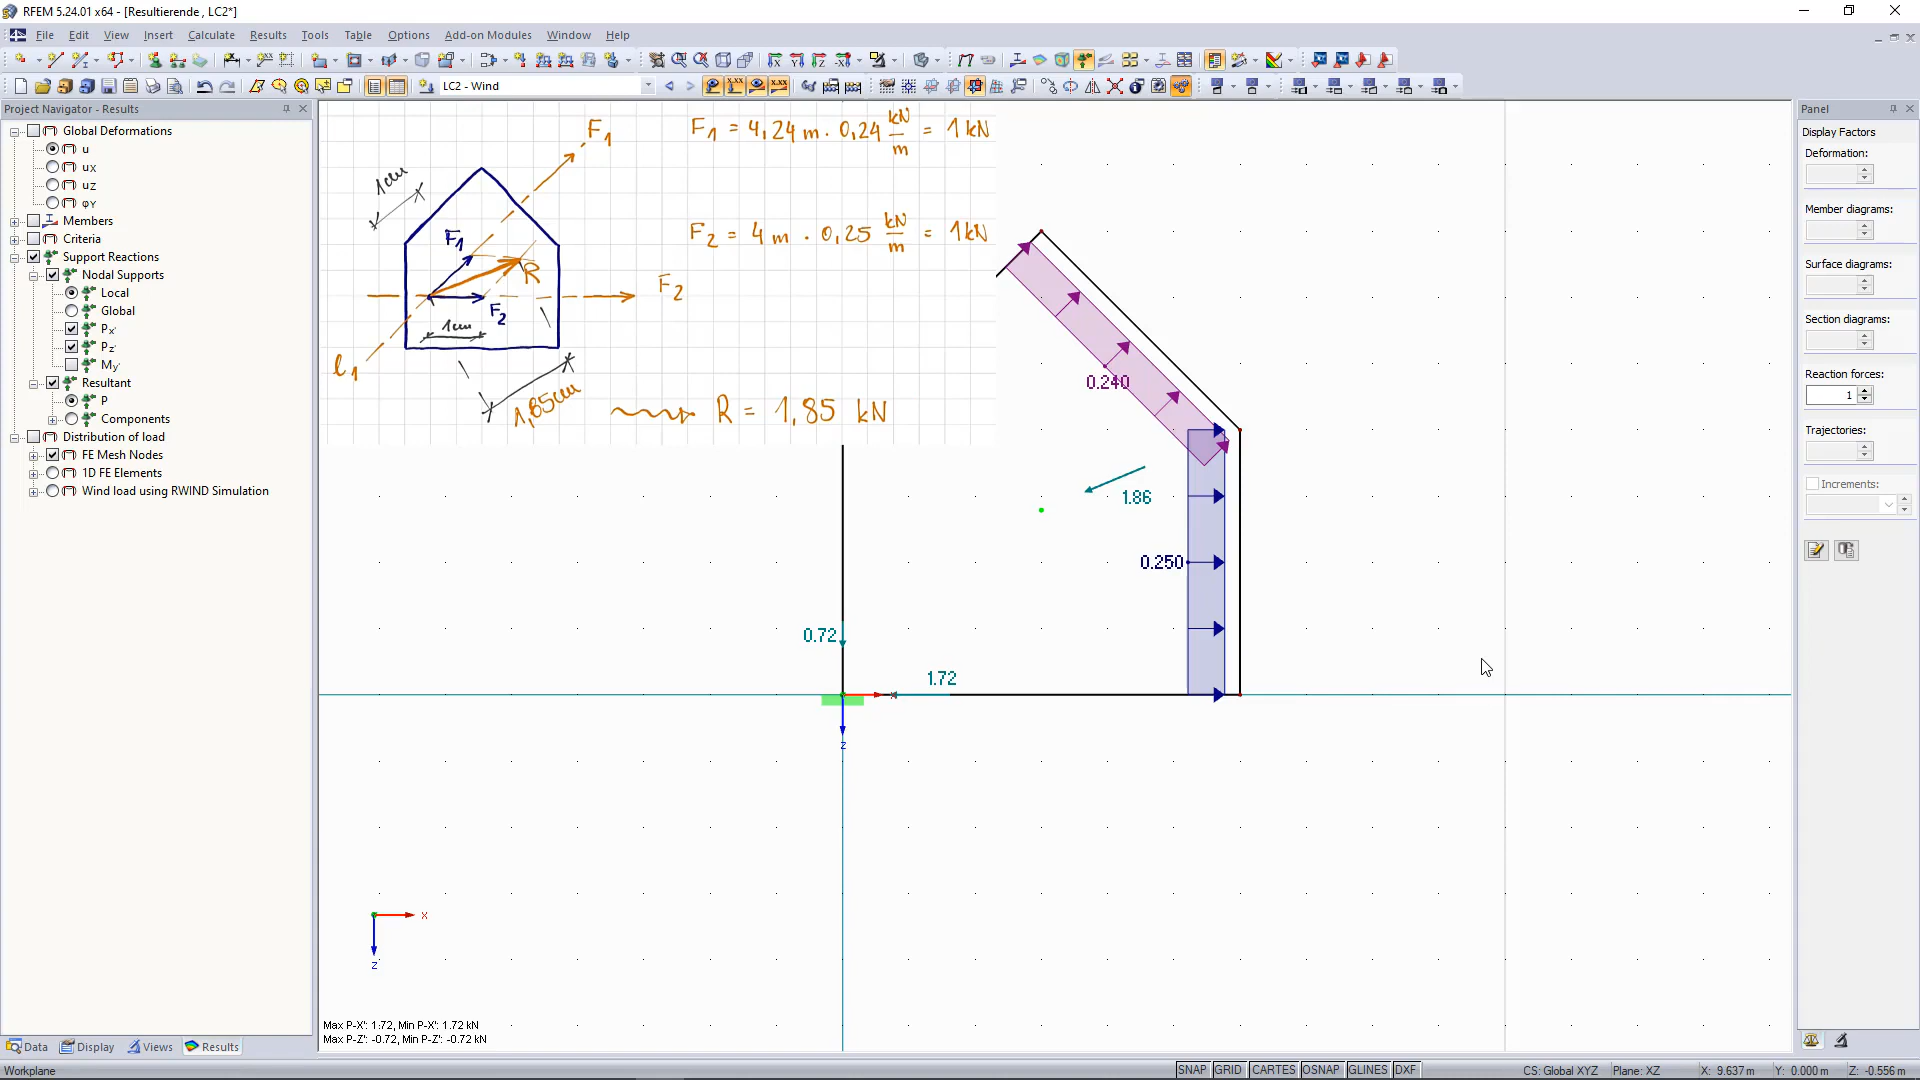 RFEM 5.24.01 x64 - [Resultierende , LC2*]
File Edit View Insert Calculate Results Tools Table Options Add-on Modules Window Help
LC2 - Wind
Project Navigator - Results
Global Deformations
u
uX
uZ
φY
Members
Criteria
Support Reactions
Nodal Supports
Local
Global
Px'
Pz'
My'
Resultant
P
Components
Distribution of load
FE Mesh Nodes
1D FE Elements
Wind load using RWIND Simulation
Data Display Views Results
Workplane
F1
F1 = 4,24 m · 0,24 kN/m = 1 kN
1cm
F1
R
F2 = 4 m · 0,25 kN/m = 1 kN
F2
F2
1cm
l1
1,85cm
R = 1,85 kN
0.240
1.86
0.250
0.72
1.72
x
z
x
z
Max P-X': 1.72, Min P-X': 1.72 kN
Max P-Z': -0.72, Min P-Z': -0.72 kN
Panel
Display Factors
Deformation:
Member diagrams:
Surface diagrams:
Section diagrams:
Reaction forces:
1
Trajectories:
Increments:
SNAP GRID CARTES OSNAP GLINES DXF
CS: Global XYZ Plane: XZ X: 9.637 m Y: 0.000 m Z: -0.556 m